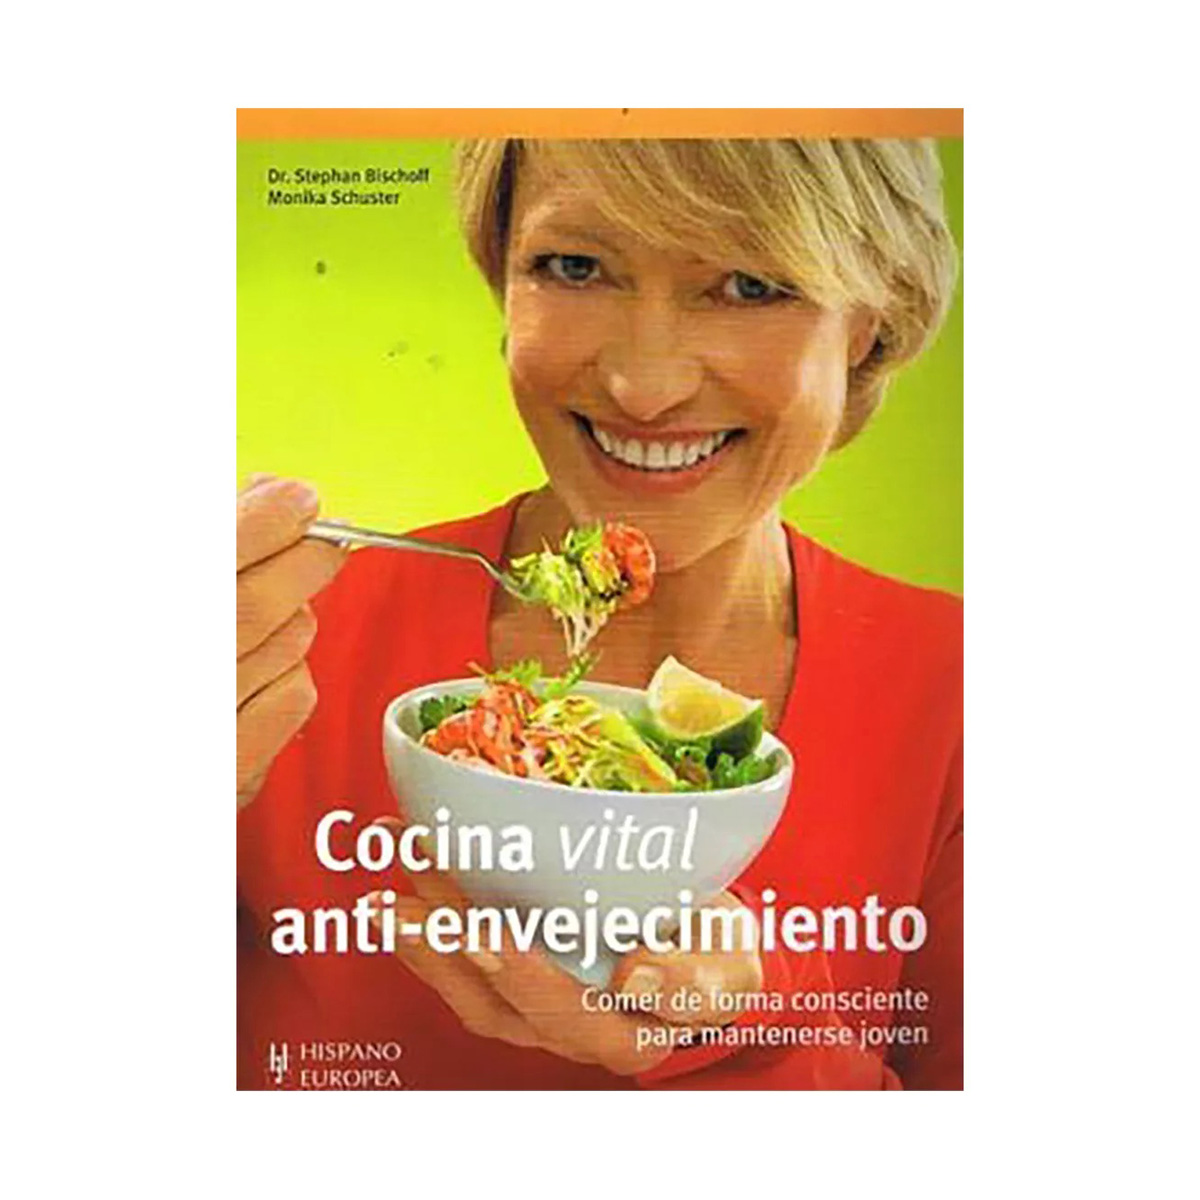 Dr. Stephan Bischoff
Monika Schuster
Cocina vital
anti-envejecimiento
Comer de forma consciente
para mantenerse joven
HISPANO
EUROPEA